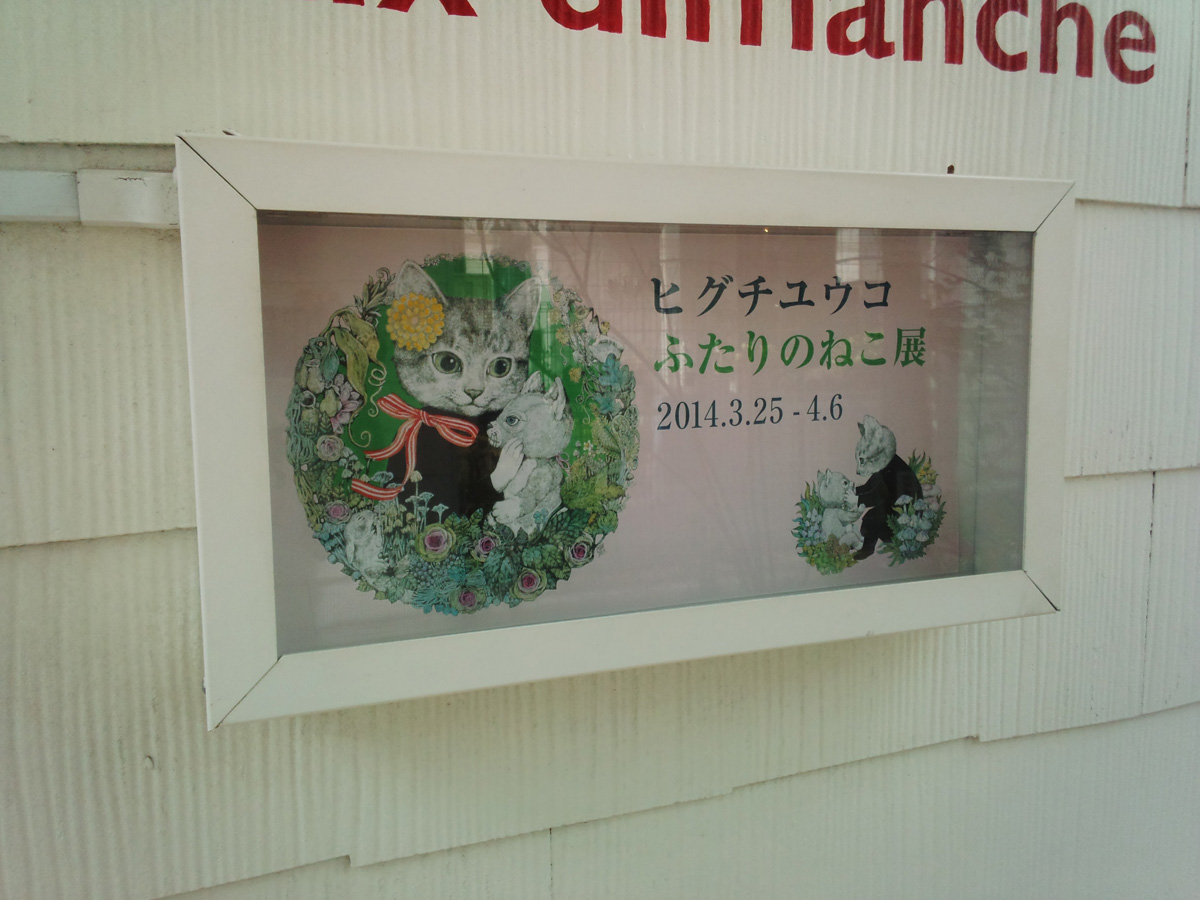 dimanche
ヒグチユウコ
ふたりのねこ展
2014.3.25 - 4.6